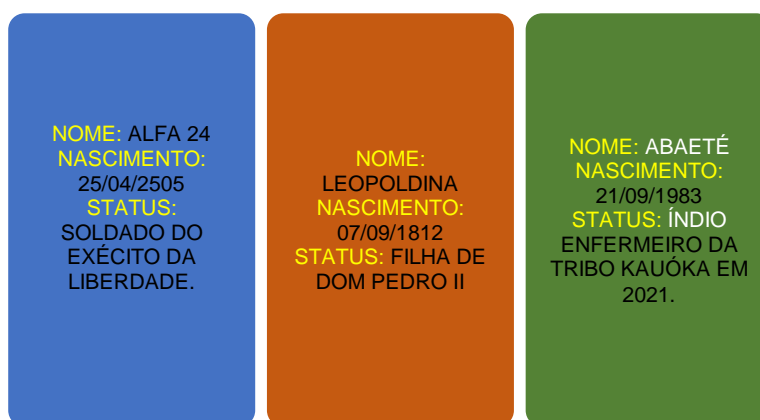 NOME: ALFA 24
NASCIMENTO:
25/04/2505
STATUS:
SOLDADO DO
EXÉCITO DA
LIBERDADE.
NOME:
LEOPOLDINA
NASCIMENTO:
07/09/1812
STATUS: FILHA DE
DOM PEDRO II
NOME: ABAETÉ
NASCIMENTO:
21/09/1983
STATUS: ÍNDIO
ENFERMEIRO DA
TRIBO KAUÓKA EM
2021.